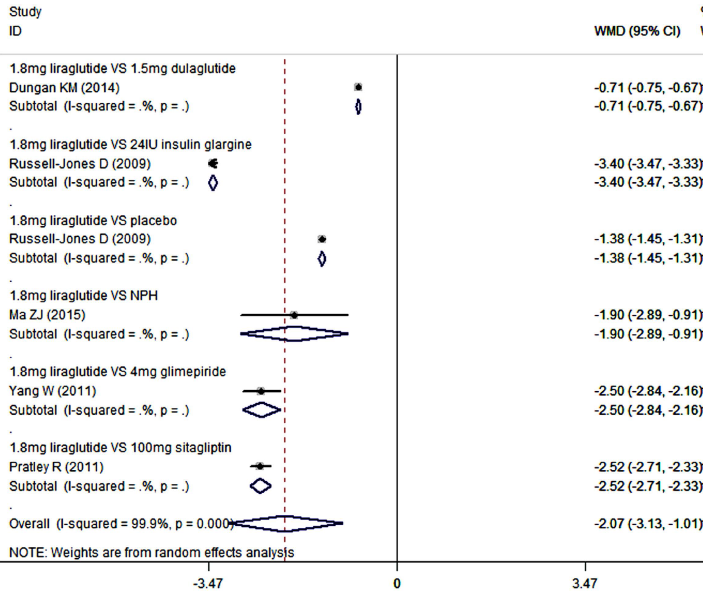 Study
ID WMD (95% CI)
1.8mg liraglutide VS 1.5mg dulaglutide
Dungan KM (2014) -0.71 (-0.75, -0.67)
Subtotal (I-squared = .%, p = .) -0.71 (-0.75, -0.67)
.
1.8mg liraglutide VS 24IU insulin glargine
Russell-Jones D (2009) -3.40 (-3.47, -3.33)
Subtotal (I-squared = .%, p = .) -3.40 (-3.47, -3.33)
.
1.8mg liraglutide VS placebo
Russell-Jones D (2009) -1.38 (-1.45, -1.31)
Subtotal (I-squared = .%, p = .) -1.38 (-1.45, -1.31)
.
1.8mg liraglutide VS NPH
Ma ZJ (2015) -1.90 (-2.89, -0.91)
Subtotal (I-squared = .%, p = .) -1.90 (-2.89, -0.91)
.
1.8mg liraglutide VS 4mg glimepiride
Yang W (2011) -2.50 (-2.84, -2.16)
Subtotal (I-squared = .%, p = .) -2.50 (-2.84, -2.16)
.
1.8mg liraglutide VS 100mg sitagliptin
Pratley R (2011) -2.52 (-2.71, -2.33)
Subtotal (I-squared = .%, p = .) -2.52 (-2.71, -2.33)
.
Overall (I-squared = 99.9%, p = 0.000) -2.07 (-3.13, -1.01)
NOTE: Weights are from random effects analysis
-3.47 0 3.47